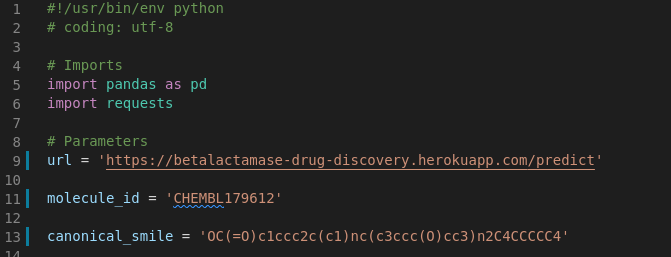 1 #!/usr/bin/env python
2 # coding: utf-8
3
4 # Imports
5 import pandas as pd
6 import requests
7
8 # Parameters
9 url = 'https://betalactamase-drug-discovery.herokuapp.com/predict'
10
11 molecule_id = 'CHEMBL179612'
12
13 canonical_smile = 'OC(=O)c1ccc2c(c1)nc(c3ccc(O)cc3)n2C4CCCCC4'
14